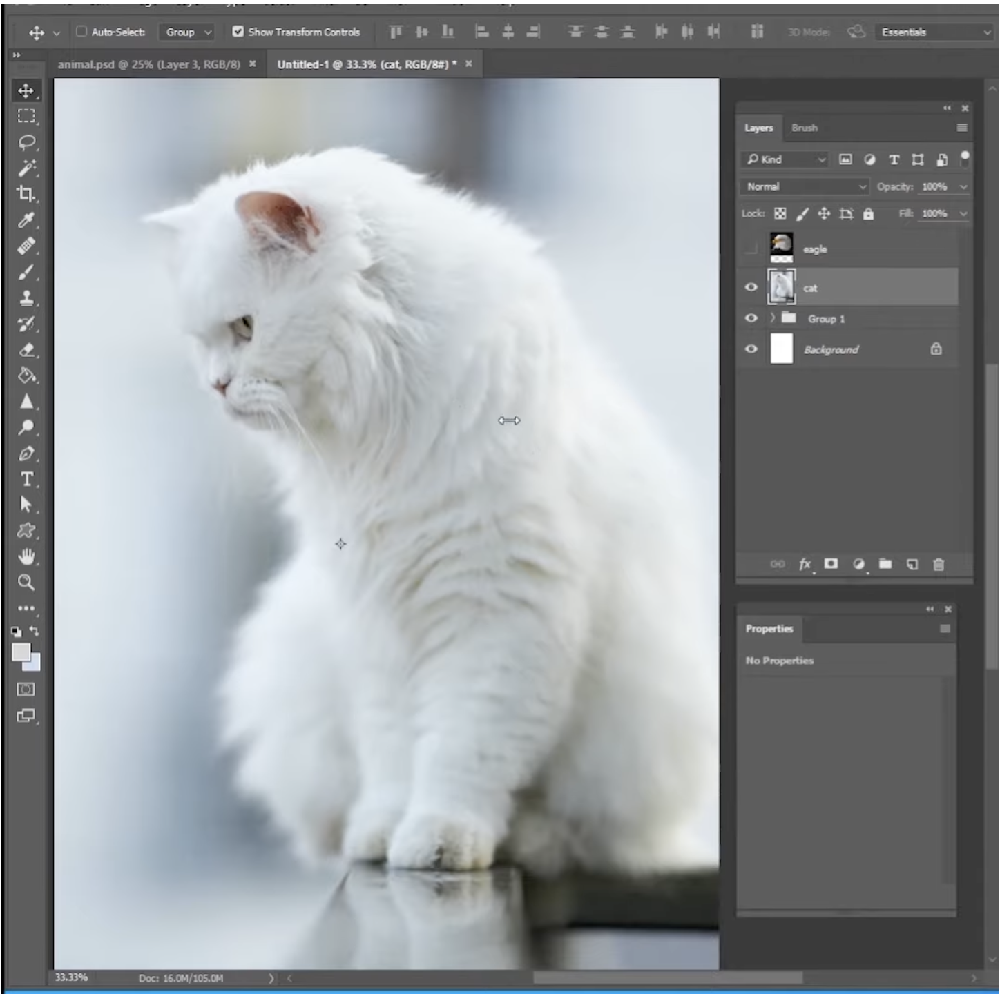 Auto-Select: Group Show Transform Controls 3D Mode: Essentials
animal.psd @ 25% (Layer 3, RGB/8) × Untitled-1 @ 33.3% (cat, RGB/8#) * ×
Layers Brush
Kind
Normal Opacity: 100%
Lock: Fill: 100%
eagle
cat
Group 1
Background
fx
Properties
No Properties
33.33% Doc: 16.0M/105.0M